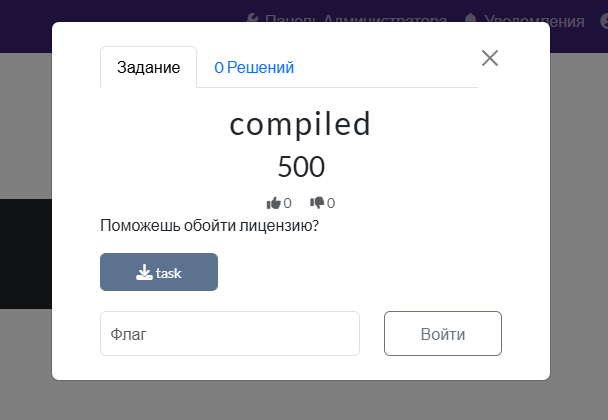 Панель Администратора Уведомления
Задание 0 Решений
compiled
500
0 0
Поможешь обойти лицензию?
task
Флаг Войти